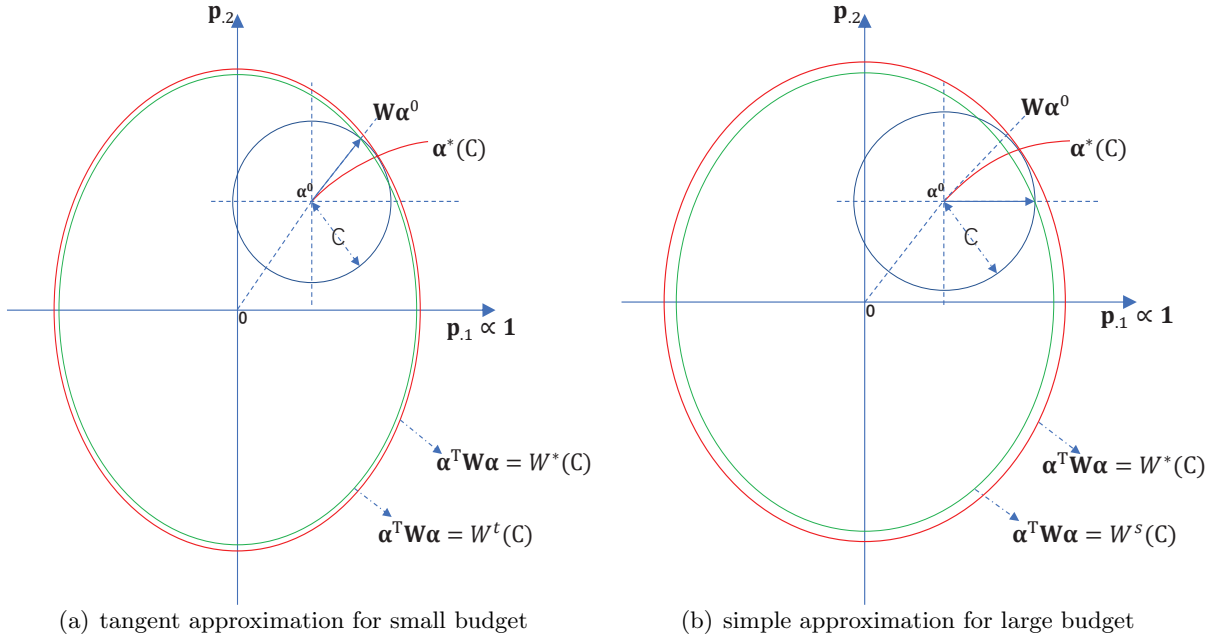 𝐩.₂
𝐖𝛂⁰
𝛂*(C)
𝛂⁰
C
0
𝐩.₁ ∝ 𝟏
𝛂ᵀ𝐖𝛂 = W*(C)
𝛂ᵀ𝐖𝛂 = Wᵗ(C)
(a) tangent approximation for small budget
𝐩.₂
𝐖𝛂⁰
𝛂*(C)
𝛂⁰
C
0
𝐩.₁ ∝ 𝟏
𝛂ᵀ𝐖𝛂 = W*(C)
𝛂ᵀ𝐖𝛂 = Wˢ(C)
(b) simple approximation for large budget